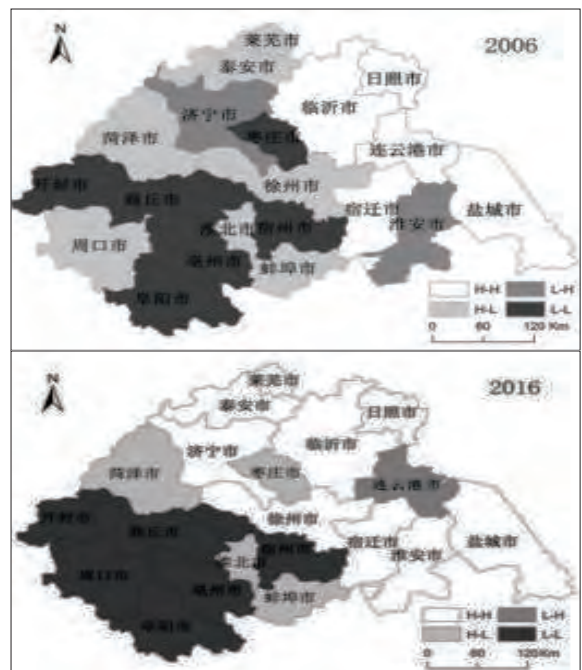 N
2006
莱芜市
泰安市
日照市
济宁市
临沂市
菏泽市
枣庄市
连云港市
开封市
商丘市
徐州市
淮北市
宿州市
宿迁市
淮安市
盐城市
周口市
亳州市
蚌埠市
阜阳市
H-H L-H
H-L L-L
0 60 120 Km
N
2016
莱芜市
泰安市
日照市
济宁市
临沂市
菏泽市
枣庄市
连云港市
开封市
商丘市
徐州市
淮北市
宿州市
宿迁市
淮安市
盐城市
周口市
亳州市
蚌埠市
阜阳市
H-H L-H
H-L L-L
0 60 120Km